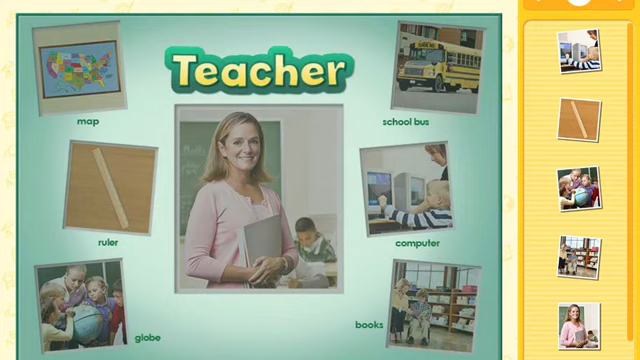 Teacher
map
school bus
ruler
computer
globe
books